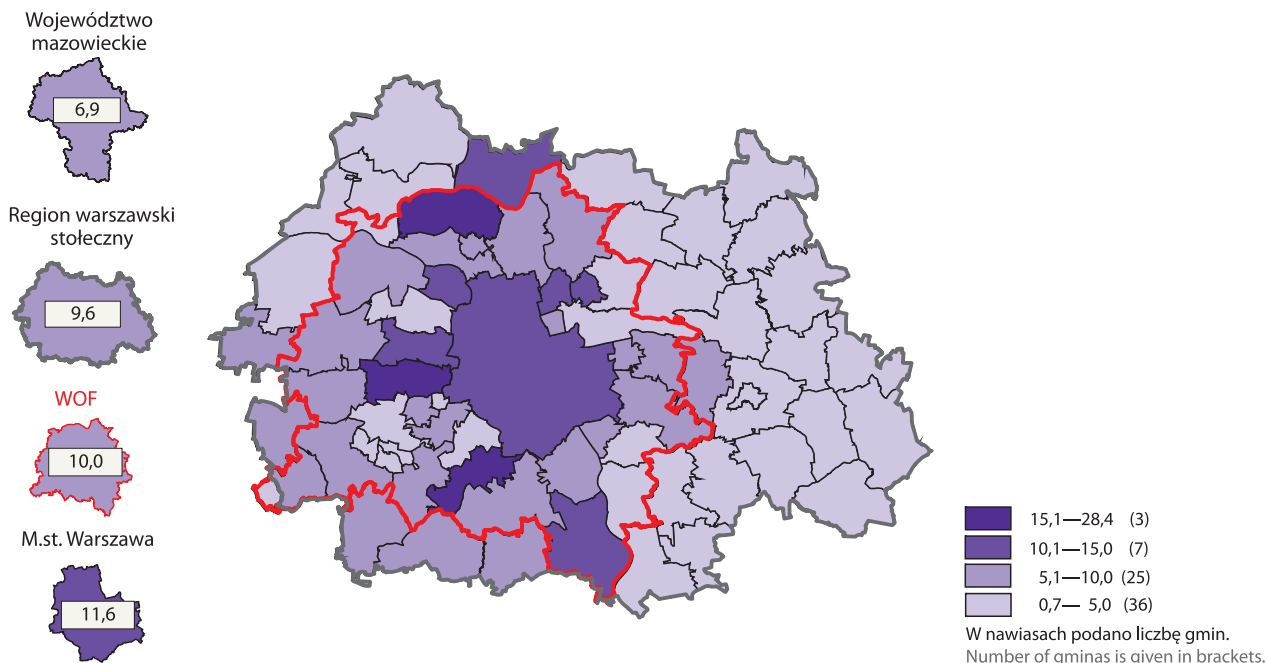 Województwo
mazowieckie
6,9
Region warszawski
stołeczny
9,6
WOF
10,0
M.st. Warszawa
11,6
15,1—28,4 (3)
10,1—15,0 (7)
5,1—10,0 (25)
0,7— 5,0 (36)
W nawiasach podano liczbę gmin.
Number of gminas is given in brackets.